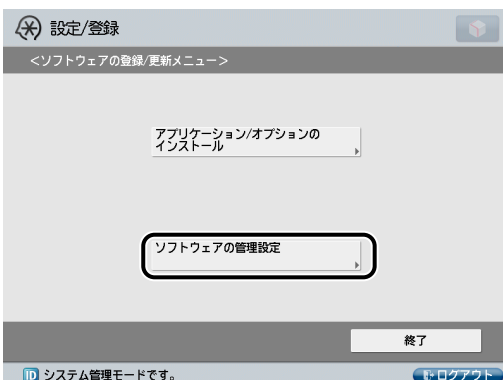 設定/登録
<ソフトウェアの登録/更新メニュー>
アプリケーション/オプションの
インストール
ソフトウェアの管理設定
終了
ID システム管理モードです。
ログアウト